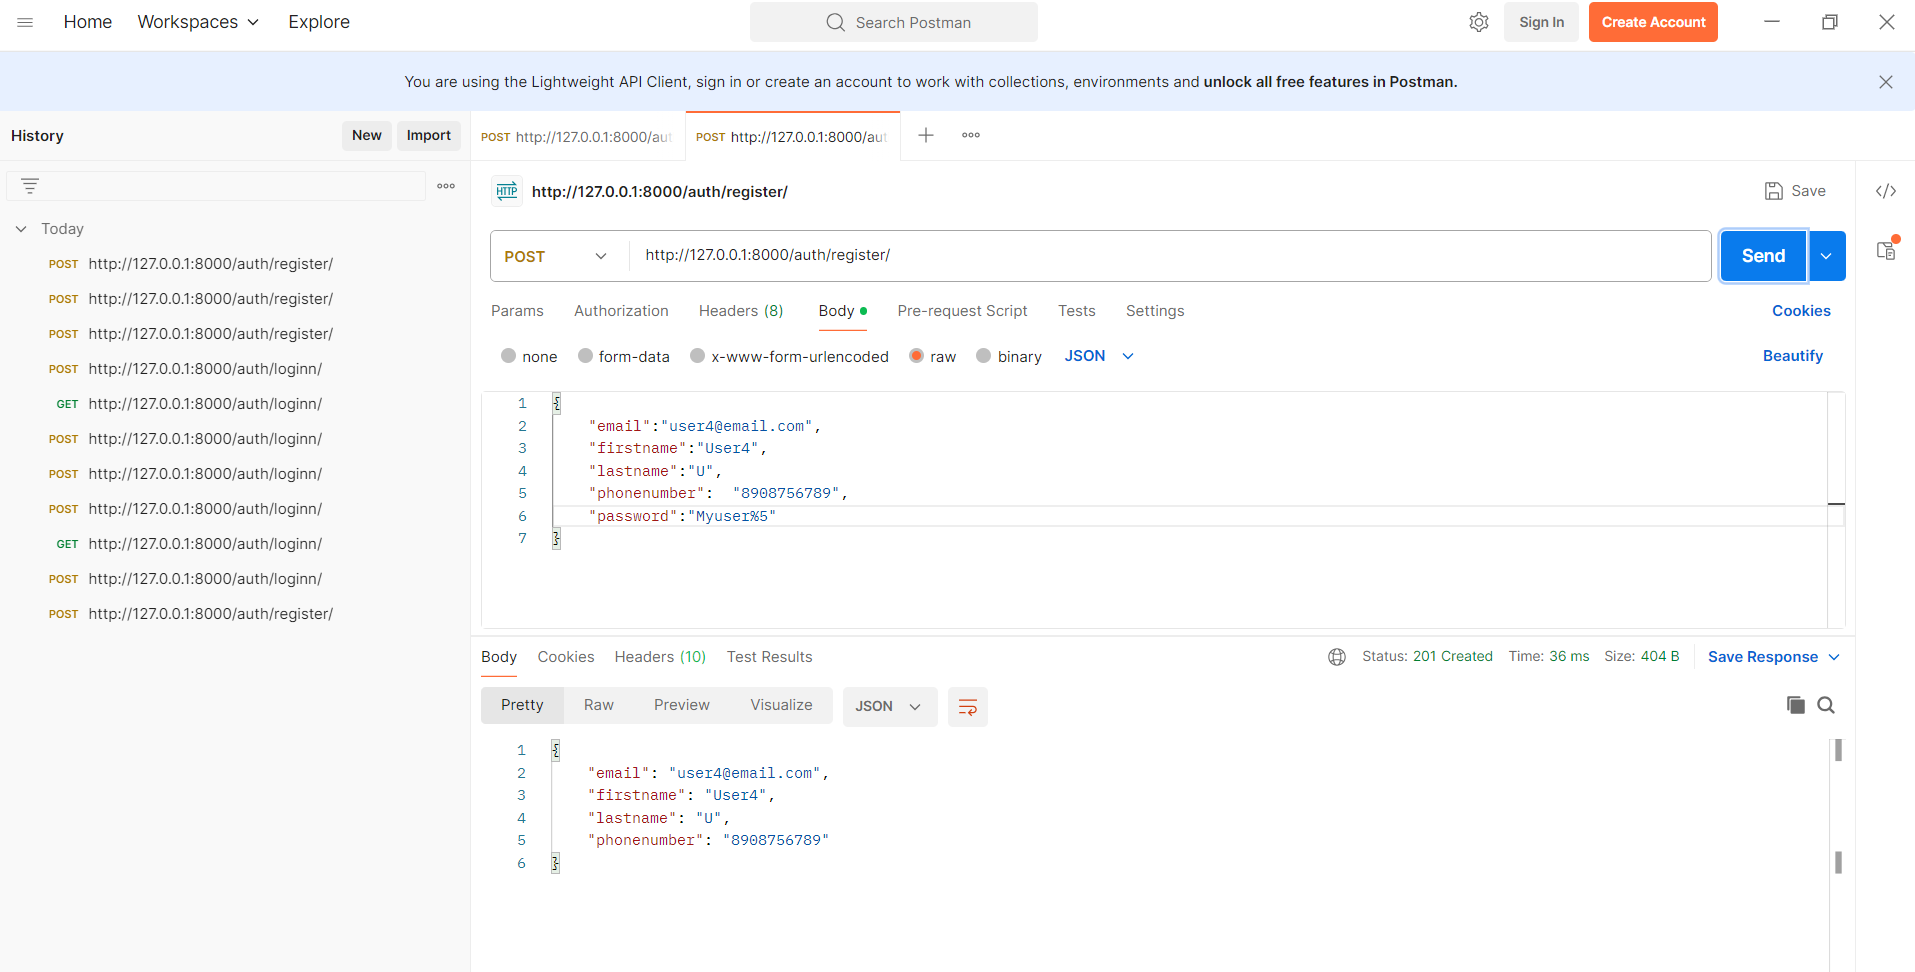 Home Workspaces Explore Search Postman Sign In Create Account
You are using the Lightweight API Client, sign in or create an account to work with collections, environments and unlock all free features in Postman.
History New Import
POST http://127.0.0.1:8000/aut POST http://127.0.0.1:8000/aut
HTTP http://127.0.0.1:8000/auth/register/ Save
Today
POST http://127.0.0.1:8000/auth/register/
POST http://127.0.0.1:8000/auth/register/
POST http://127.0.0.1:8000/auth/register/
POST http://127.0.0.1:8000/auth/loginn/
GET http://127.0.0.1:8000/auth/loginn/
POST http://127.0.0.1:8000/auth/loginn/
POST http://127.0.0.1:8000/auth/loginn/
POST http://127.0.0.1:8000/auth/loginn/
GET http://127.0.0.1:8000/auth/loginn/
POST http://127.0.0.1:8000/auth/loginn/
POST http://127.0.0.1:8000/auth/register/
POST http://127.0.0.1:8000/auth/register/ Send
Params Authorization Headers (8) Body Pre-request Script Tests Settings Cookies
none form-data x-www-form-urlencoded raw binary JSON Beautify
1 {
2 "email":"user4@email.com",
3 "firstname":"User4",
4 "lastname":"U",
5 "phonenumber":  "8908756789",
6 "password":"Myuser%5"
7 }
Body Cookies Headers (10) Test Results Status: 201 Created Time: 36 ms Size: 404 B Save Response
Pretty Raw Preview Visualize JSON
1 {
2 "email": "user4@email.com",
3 "firstname": "User4",
4 "lastname": "U",
5 "phonenumber": "8908756789"
6 }